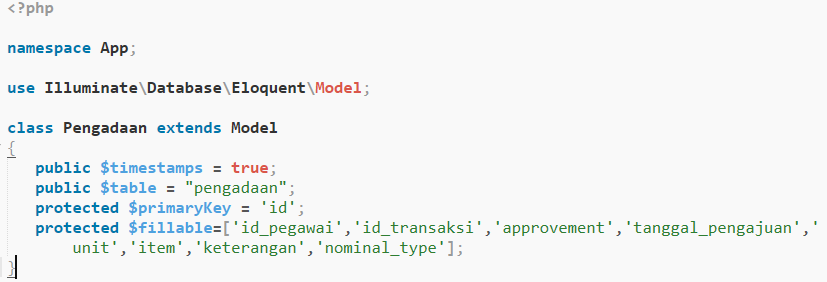 <?php
namespace App;
use Illuminate\Database\Eloquent\Model;
class Pengadaan extends Model
{
public $timestamps = true;
public $table = "pengadaan";
protected $primaryKey = 'id';
protected $fillable=['id_pegawai','id_transaksi','approvement','tanggal_pengajuan','
unit','item','keterangan','nominal_type'];
}